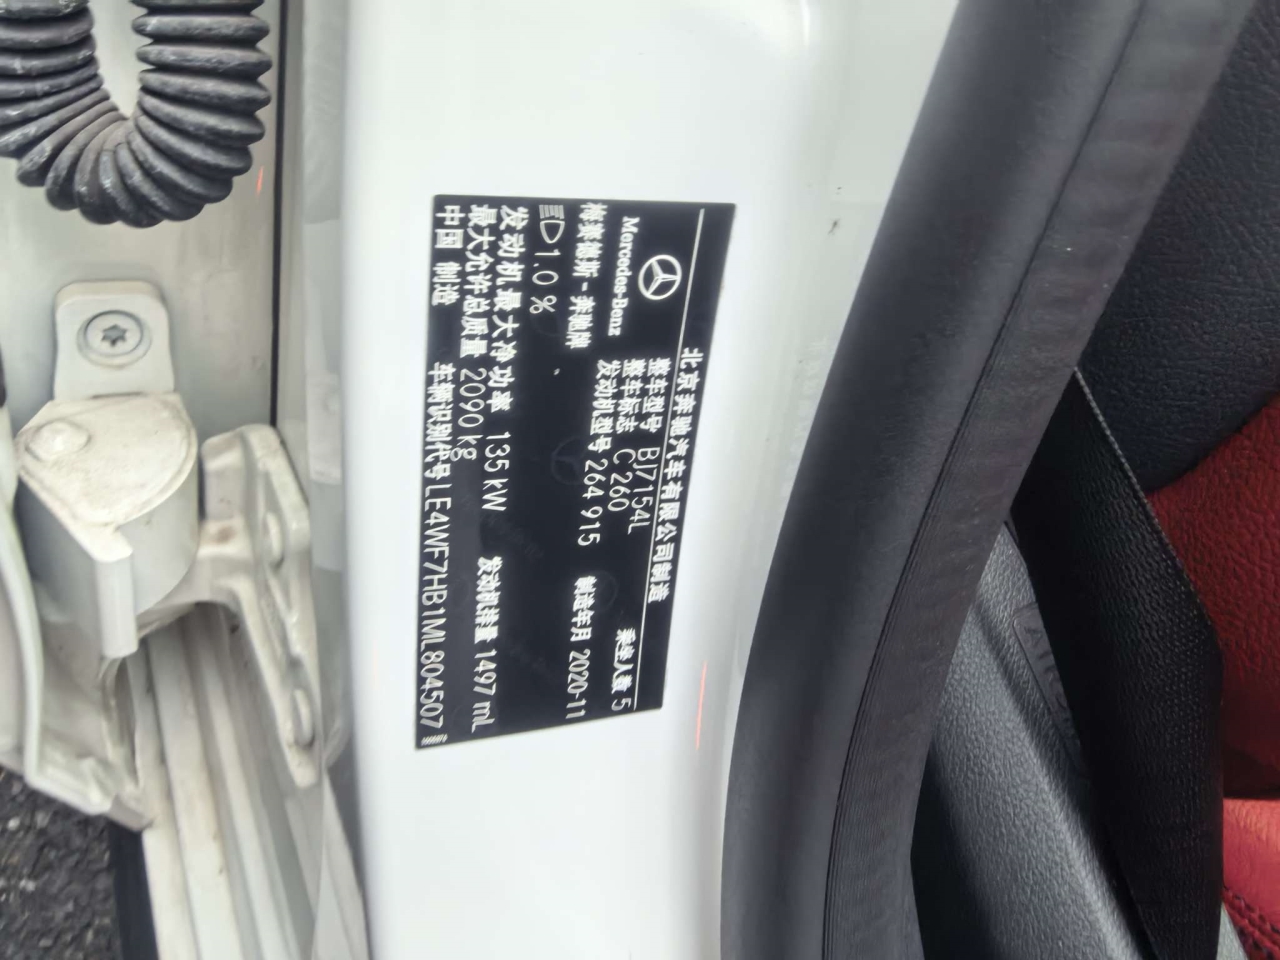 北京奔驰汽车有限公司制造
Mercedes-Benz
梅赛德斯-奔驰牌
整车型号 BJ7154L
整车标志 C 260
乘坐人数 5
发动机型号 264 915
制造年月 2020-11
1.0 %
发动机最大净功率 135 kW
发动机排量 1497 mL
最大允许总质量 2090 kg
中国 制造
车辆识别代号 LE4WF7HB1ML804507